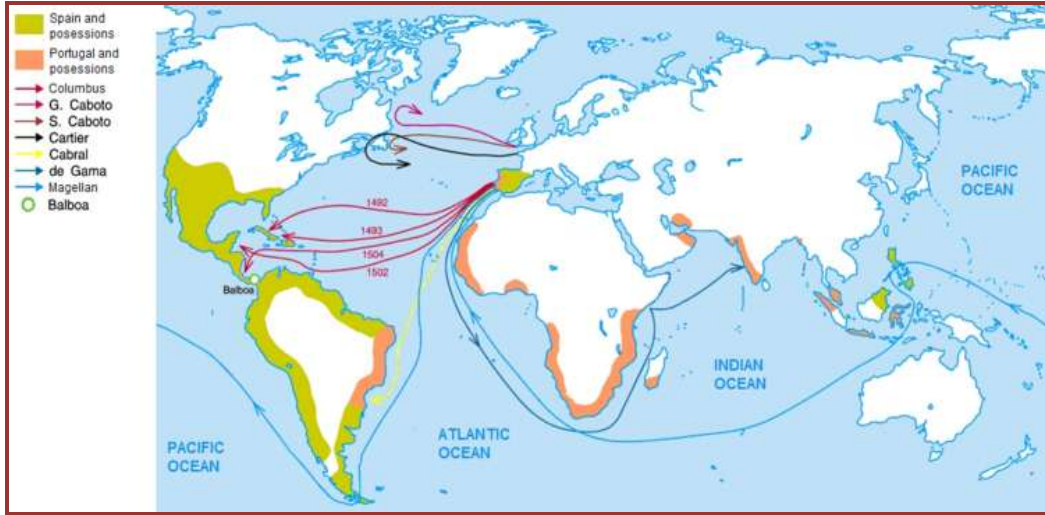 Spain and
posessions
Portugal and
posessions
Columbus
G. Caboto
S. Caboto
Cartier
Cabral
de Gama
Magellan
Balboa
1492
1493
1504
1502
Balboa
PACIFIC
OCEAN
ATLANTIC
OCEAN
INDIAN
OCEAN
PACIFIC
OCEAN